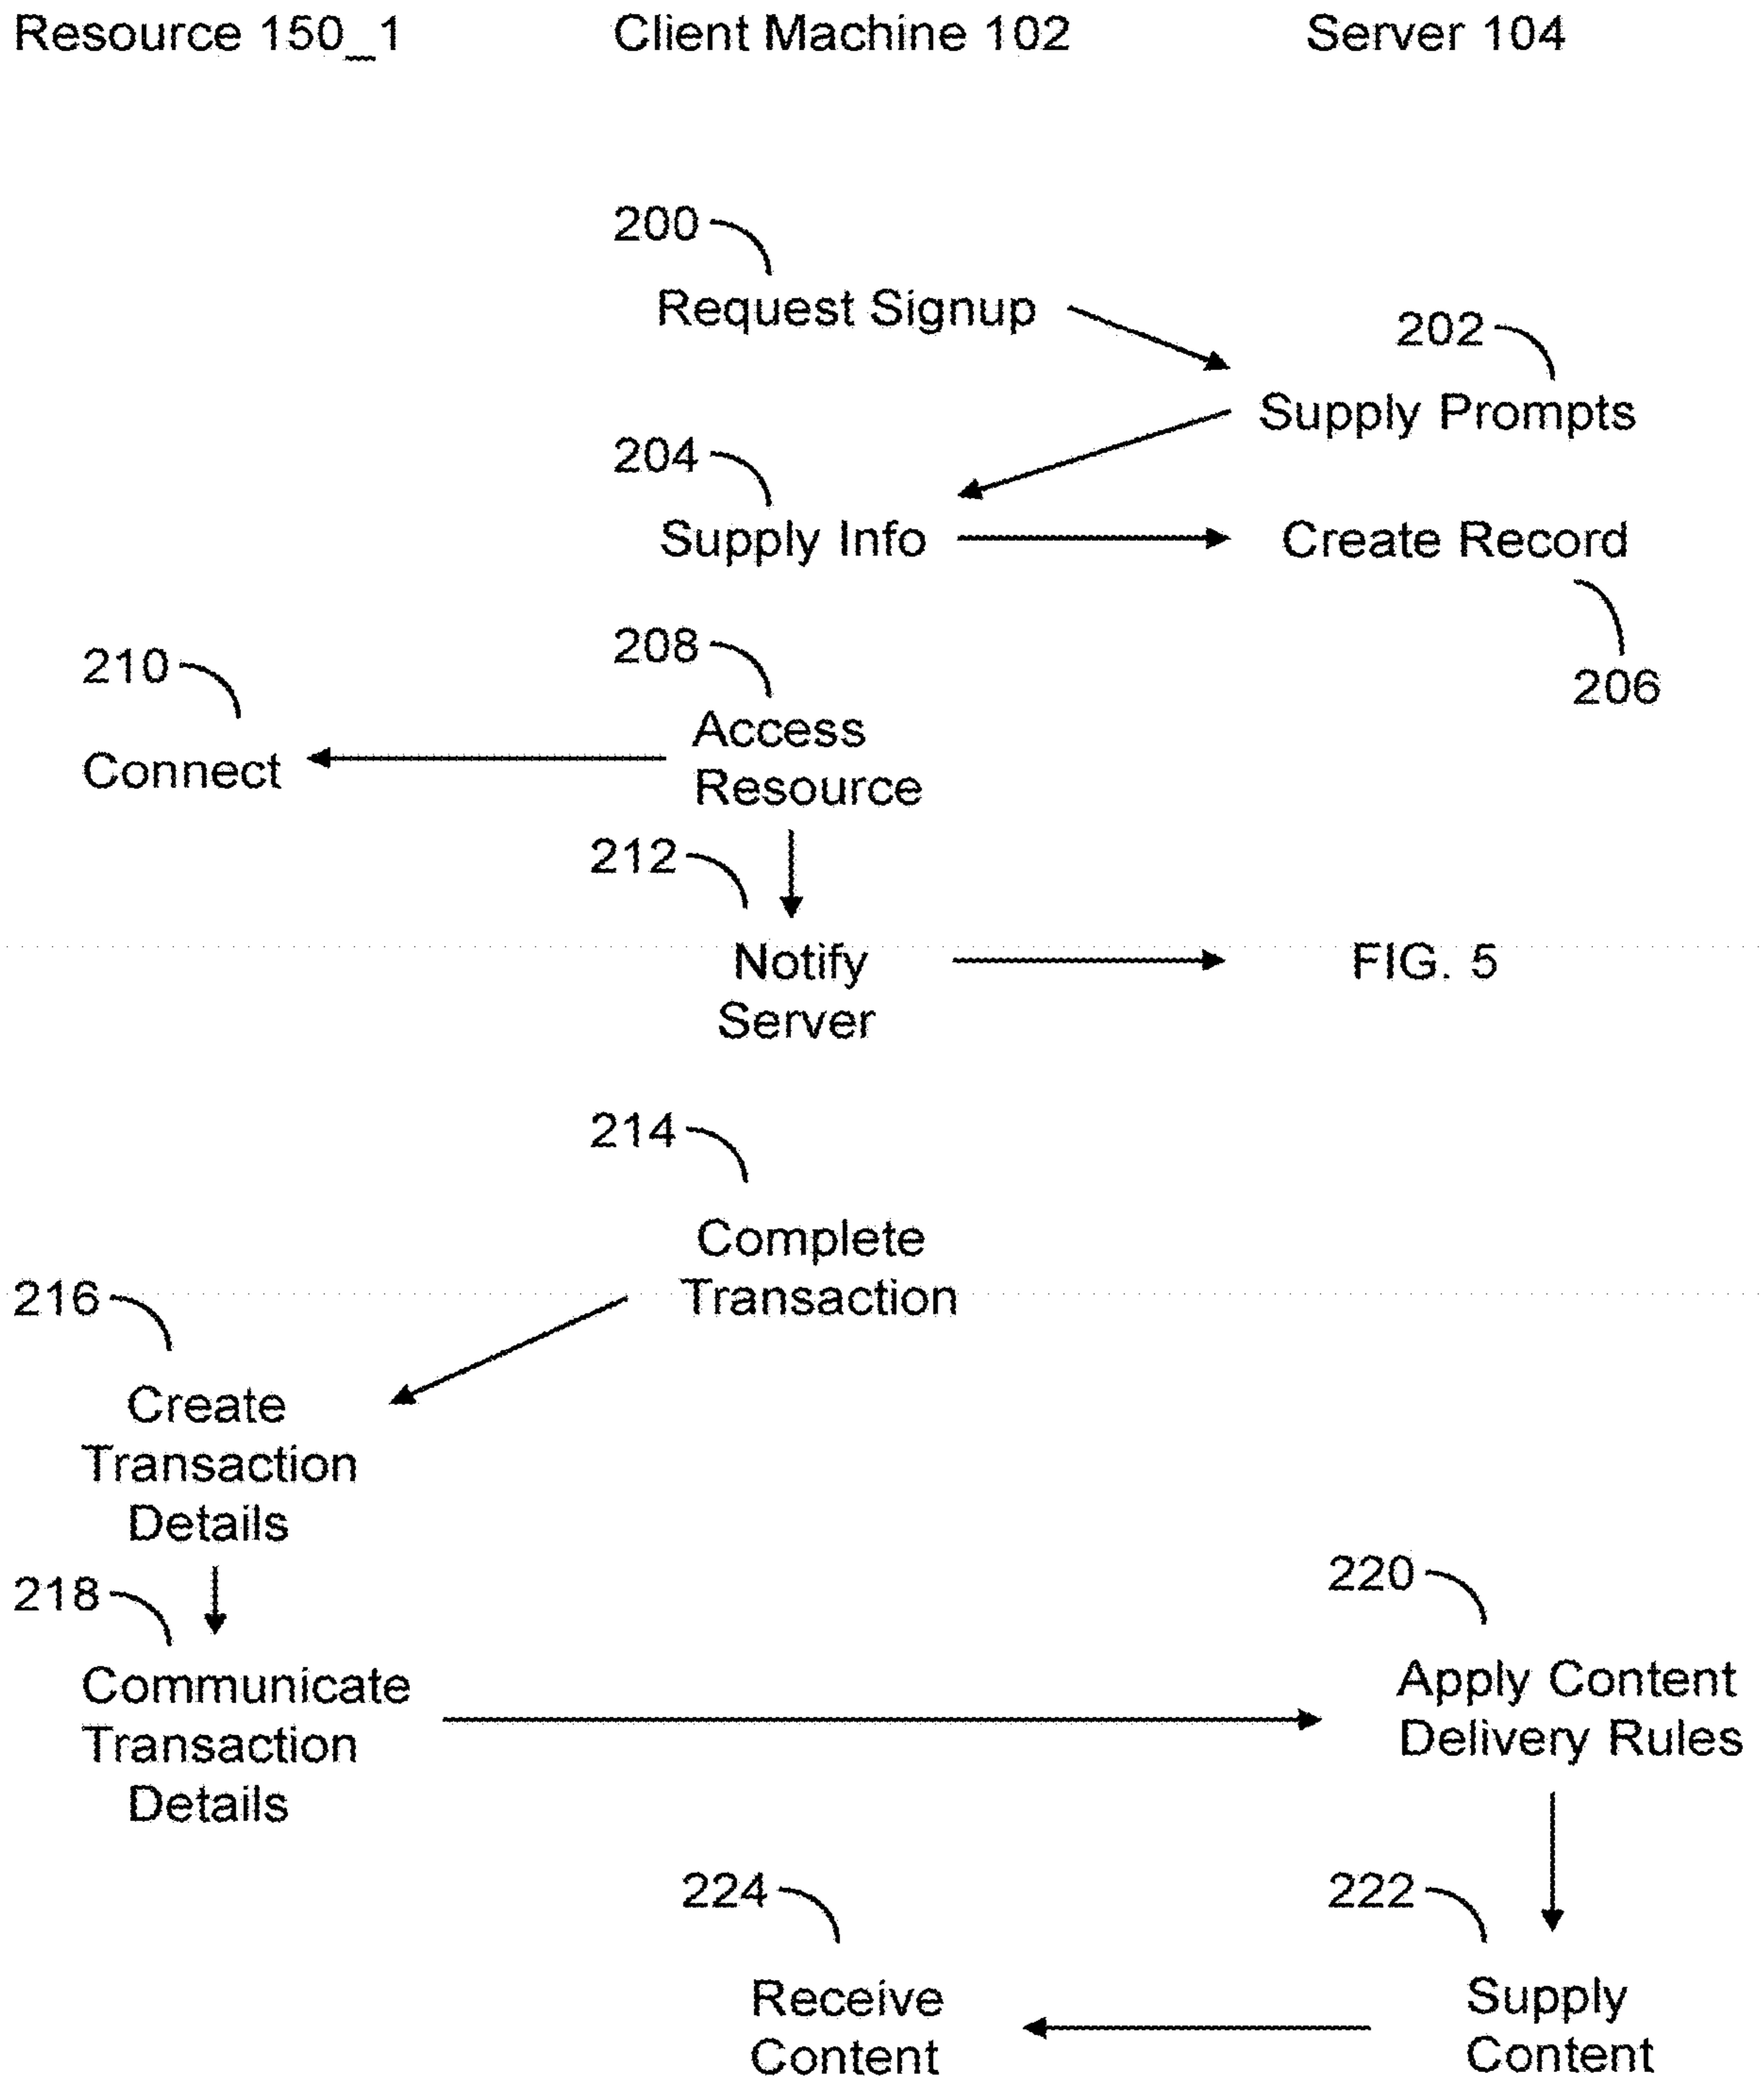 Resource 150_1
Client Machine 102
Server 104
200
Request Signup
202
Supply Prompts
204
Supply Info
Create Record
206
208
210
Access
Resource
Connect
212
Notify
Server
FIG. 5
214
Complete
Transaction
216
Create
Transaction
Details
218
Communicate
Transaction
Details
220
Apply Content
Delivery Rules
222
Supply
Content
224
Receive
Content